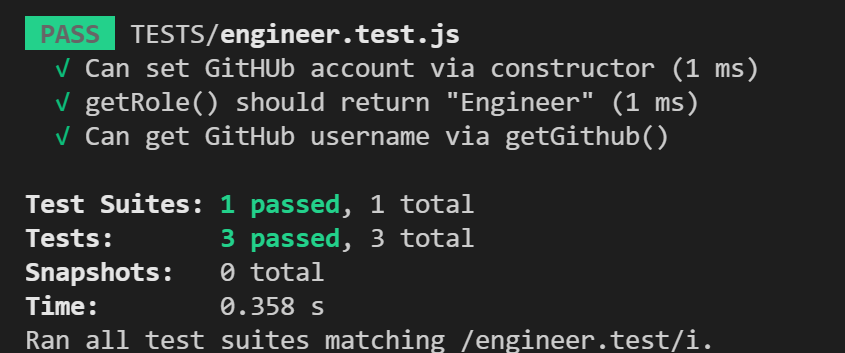 PASS TESTS/engineer.test.js
√ Can set GitHUb account via constructor (1 ms)
√ getRole() should return "Engineer" (1 ms)
√ Can get GitHub username via getGithub()
Test Suites: 1 passed, 1 total
Tests: 3 passed, 3 total
Snapshots: 0 total
Time: 0.358 s
Ran all test suites matching /engineer.test/i.